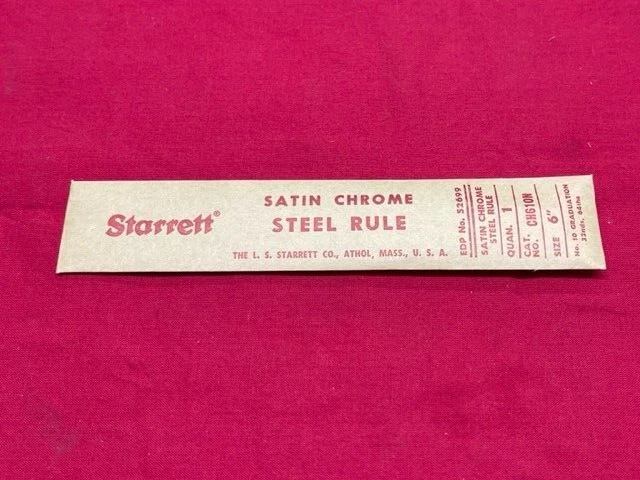 Starrett®
SATIN CHROME
STEEL RULE
THE L. S. STARRETT CO., ATHOL, MASS., U. S. A.
EDP No. 52699
SATIN CHROME
STEEL RULE
QUAN. 1
CAT.
NO. CH610N
SIZE 6"
No. 10 GRADUATION
32nds, 64ths